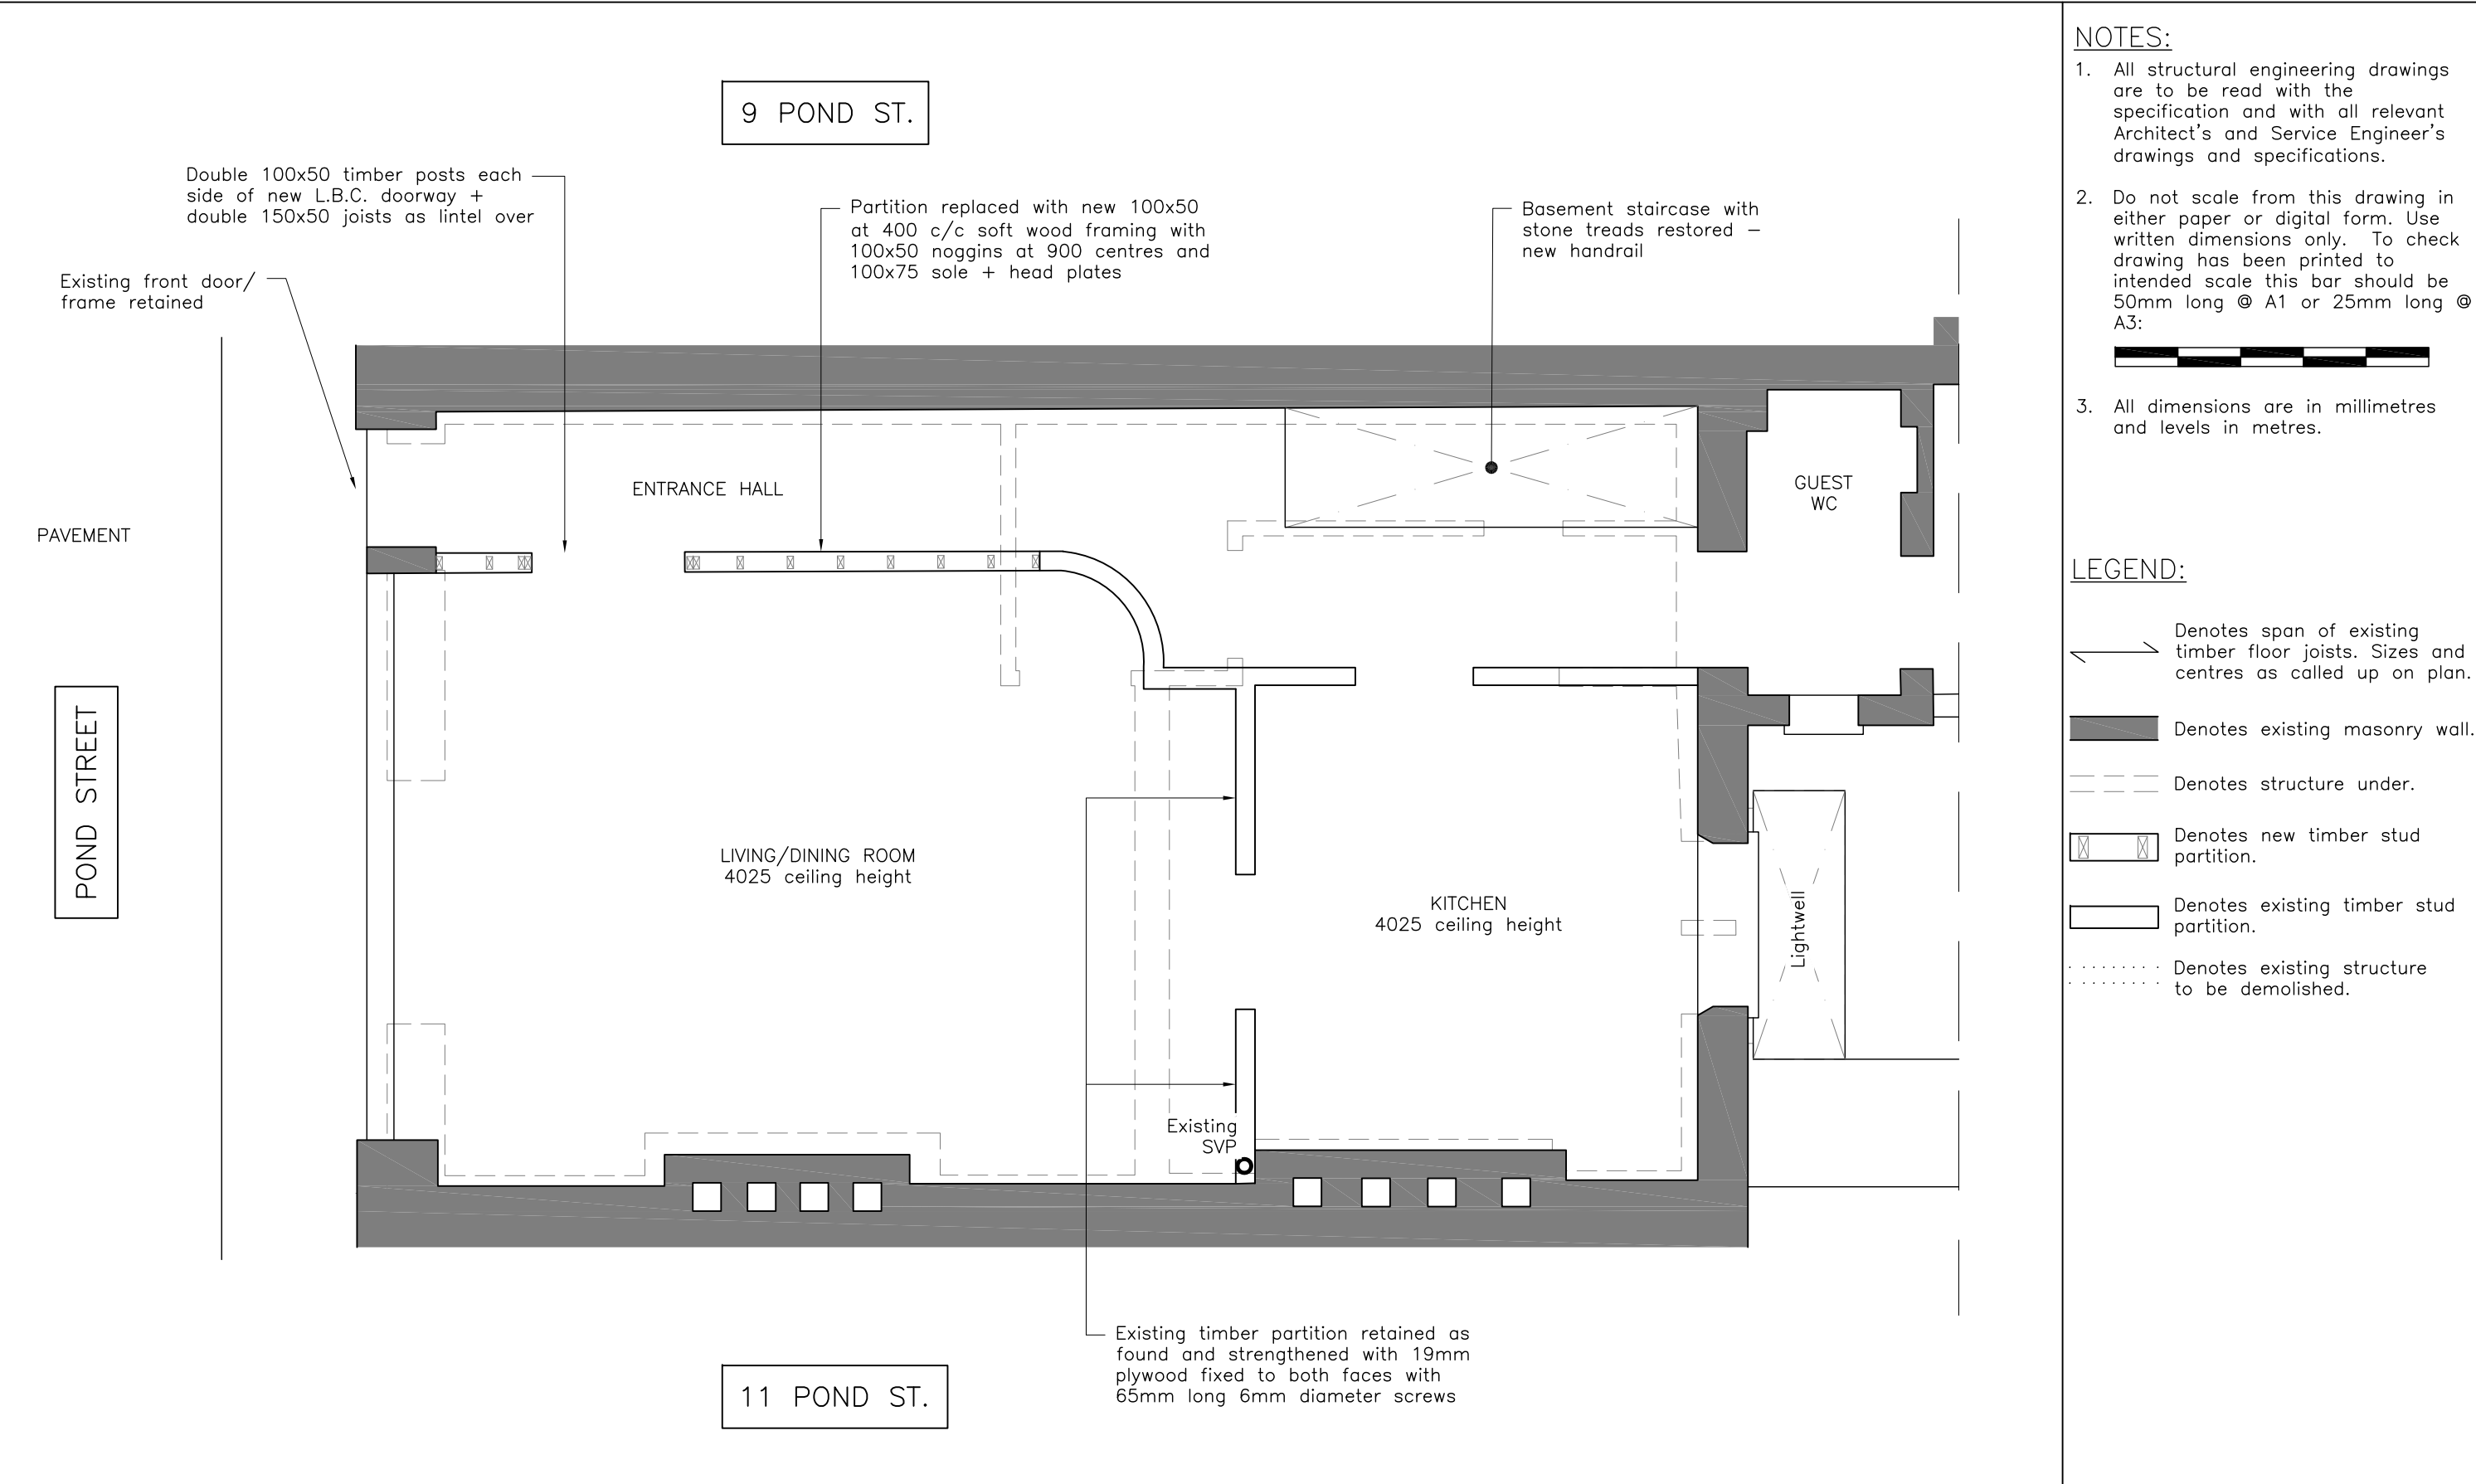 9 POND ST.
Double 100x50 timber posts each
side of new L.B.C. doorway +
double 150x50 joists as lintel over
Partition replaced with new 100x50
at 400 c/c soft wood framing with
100x50 noggins at 900 centres and
100x75 sole + head plates
Basement staircase with
stone treads restored –
new handrail
Existing front door/
frame retained
ENTRANCE HALL
GUEST
WC
PAVEMENT
POND STREET
LIVING/DINING ROOM
4025 ceiling height
KITCHEN
4025 ceiling height
Lightwell
Existing
SVP
Existing timber partition retained as
found and strengthened with 19mm
plywood fixed to both faces with
65mm long 6mm diameter screws
11 POND ST.
NOTES:
1. All structural engineering drawings
are to be read with the
specification and with all relevant
Architect's and Service Engineer's
drawings and specifications.
2. Do not scale from this drawing in
either paper or digital form. Use
written dimensions only. To check
drawing has been printed to
intended scale this bar should be
50mm long @ A1 or 25mm long @
A3:
3. All dimensions are in millimetres
and levels in metres.
LEGEND:
Denotes span of existing
timber floor joists. Sizes and
centres as called up on plan.
Denotes existing masonry wall.
Denotes structure under.
Denotes new timber stud
partition.
Denotes existing timber stud
partition.
Denotes existing structure
to be demolished.